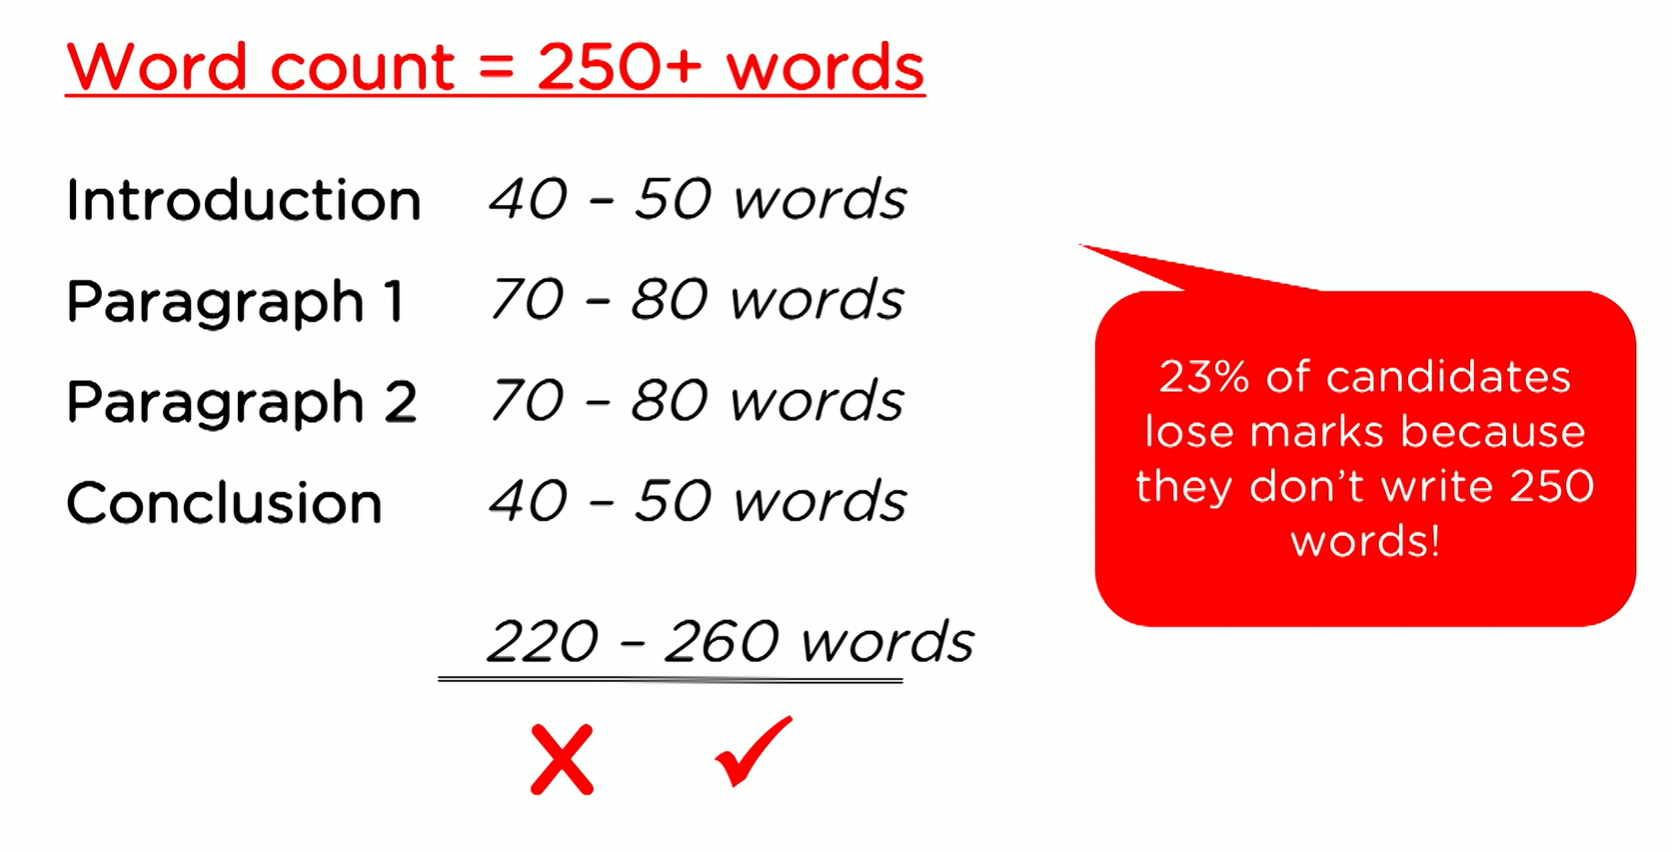 Word count = 250+ words
Introduction 40 – 50 words
Paragraph 1 70 – 80 words
Paragraph 2 70 – 80 words
Conclusion 40 – 50 words
220 – 260 words
23% of candidates
lose marks because
they don't write 250
words!